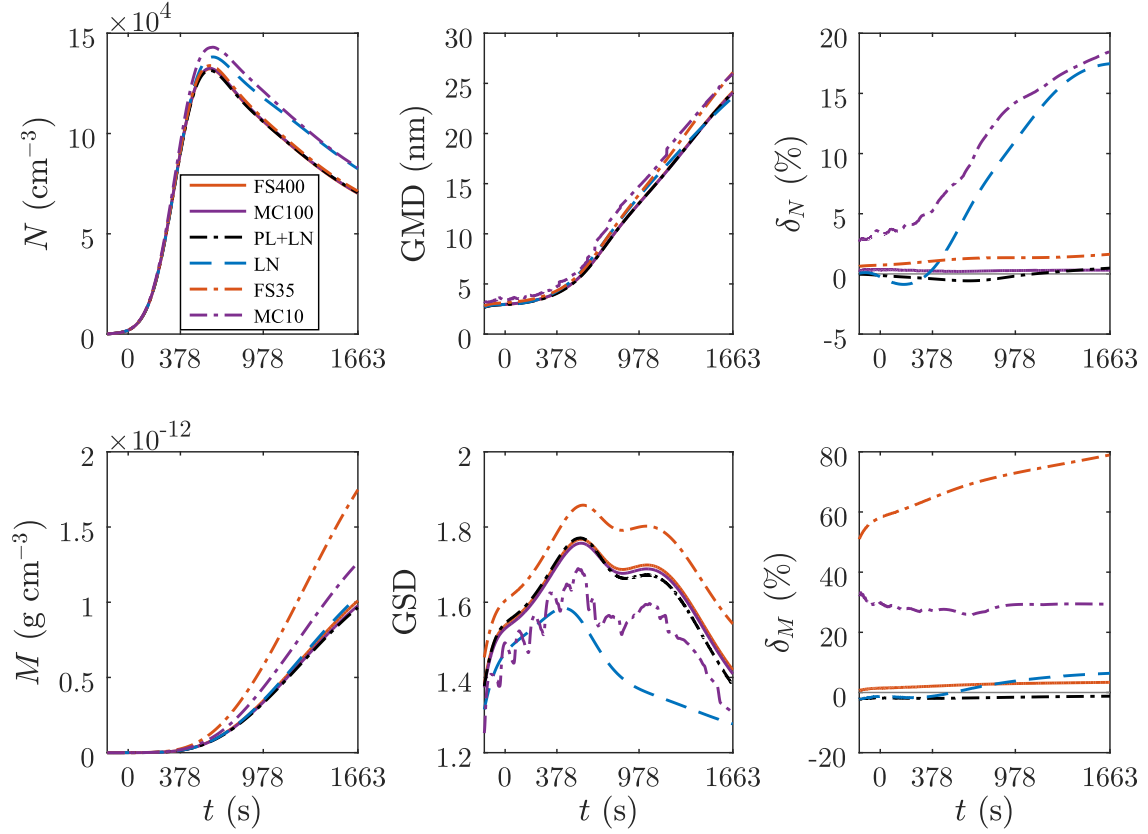 ×10⁴
15
10
5
0
N (cm⁻³)
0 378 978 1663
FS400
MC100
PL+LN
LN
FS35
MC10
30
25
20
15
10
5
0
GMD (nm)
0 378 978 1663
20
15
10
5
0
-5
δ_N (%)
0 378 978 1663
×10⁻¹²
2
1.5
1
0.5
0
M (g cm⁻³)
0 378 978 1663
t (s)
2
1.8
1.6
1.4
1.2
GSD
0 378 978 1663
t (s)
80
60
40
20
0
-20
δ_M (%)
0 378 978 1663
t (s)